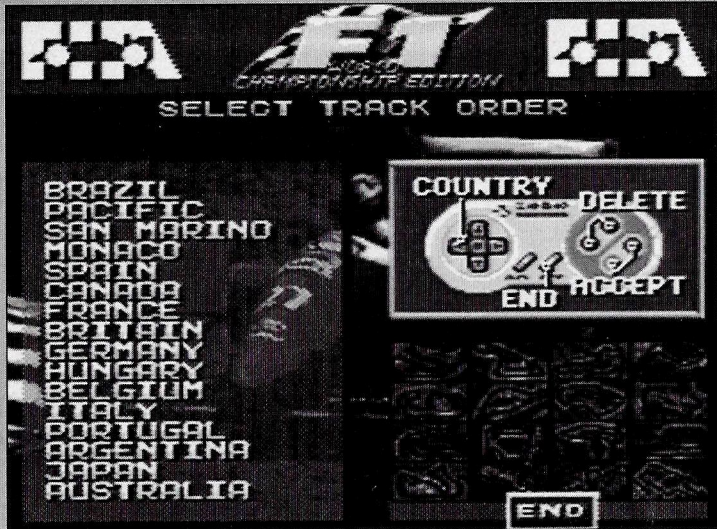 FIA
F1
FIA
WORLD
CHAMPIONSHIP EDITION
SELECT TRACK ORDER
BRAZIL
PACIFIC
SAN MARINO
MONACO
SPAIN
CANADA
FRANCE
BRITAIN
GERMANY
HUNGARY
BELGIUM
ITALY
PORTUGAL
ARGENTINA
JAPAN
AUSTRALIA
COUNTRY
DELETE
END
ACCEPT
END